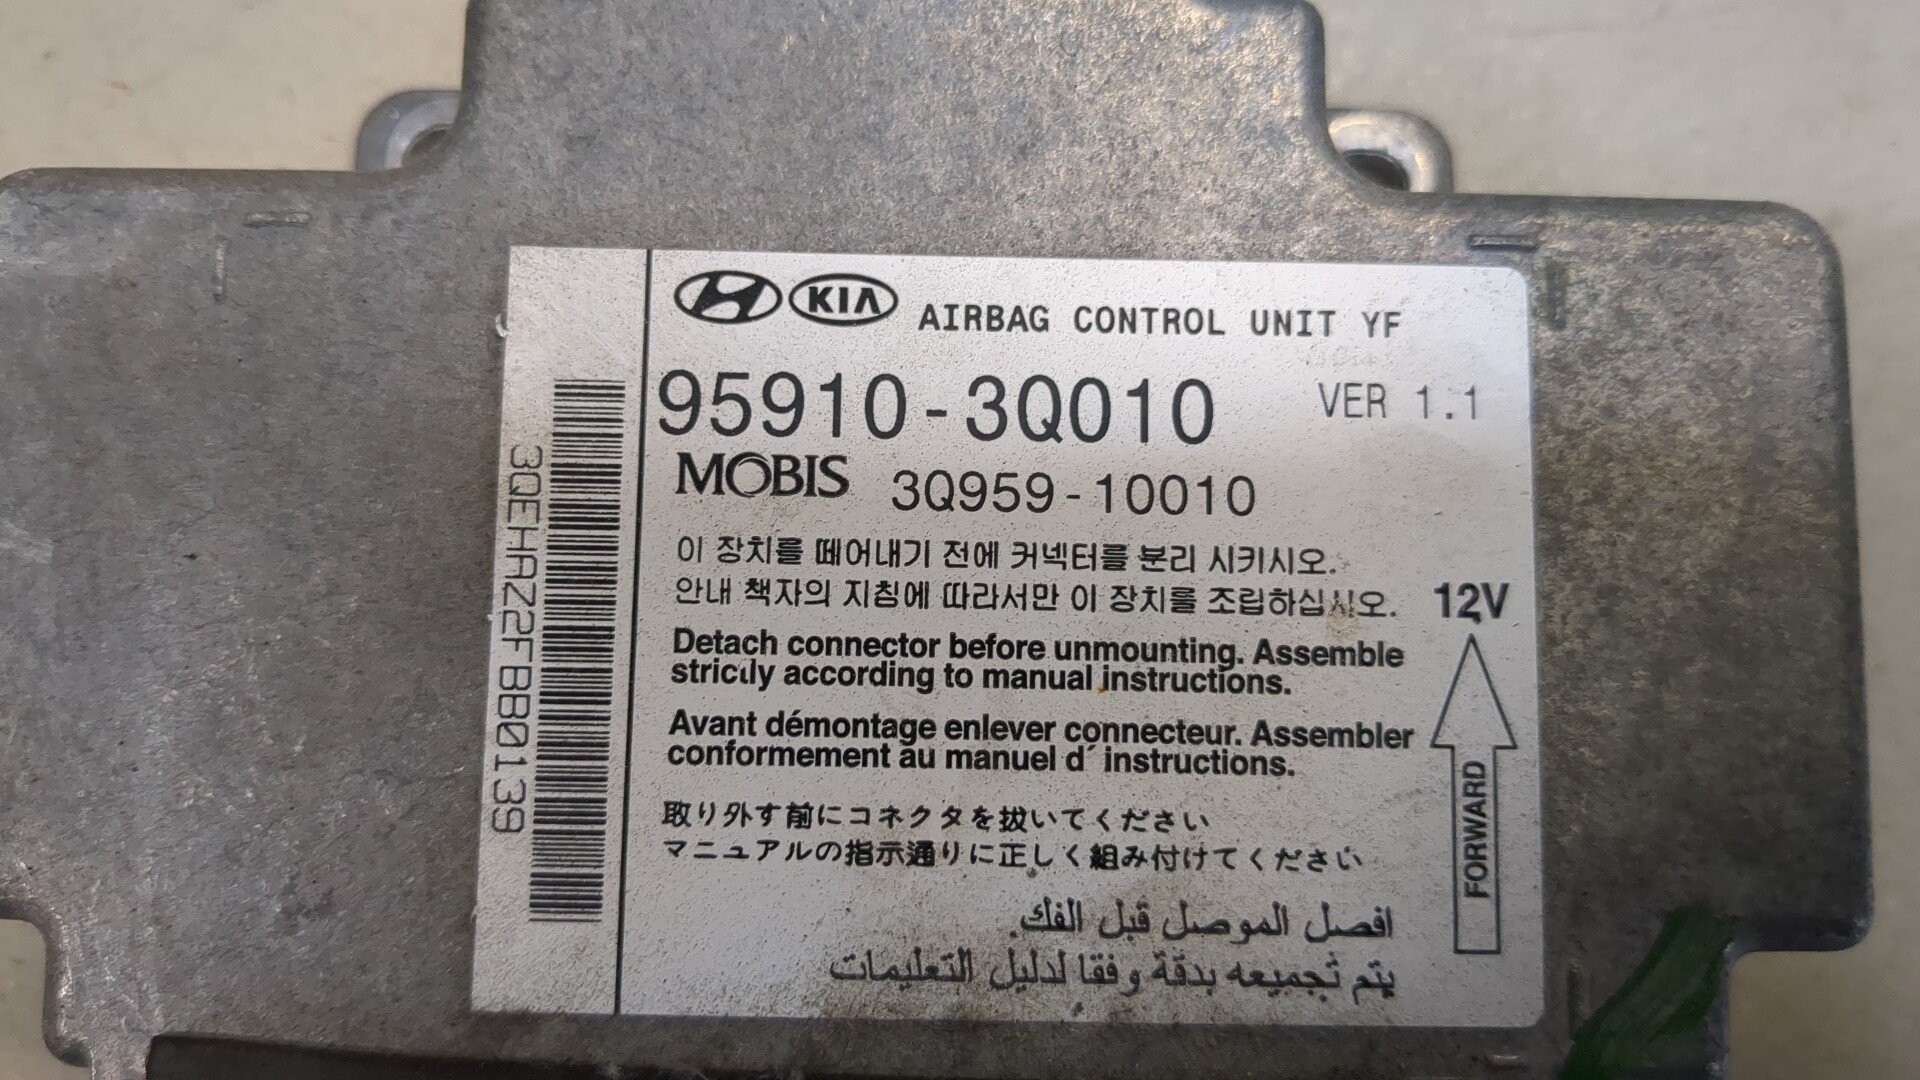 KIA AIRBAG CONTROL UNIT YF
95910-3Q010 VER 1.1
MOBIS 3Q959-10010
이 장치를 떼어내기 전에 커넥터를 분리 시키시오.
안내 책자의 지침에 따라서만 이 장치를 조립하십시오.
12V
Detach connector before unmounting. Assemble
strictly according to manual instructions.
Avant démontage enlever connecteur. Assembler
conformement au manuel d´ instructions.
FORWARD
取り外す前にコネクタを抜いてください
マニュアルの指示通りに正しく組み付けてください
افصل الموصل قبل الفك.
يتم تجميعه بدقة وفقا لدليل التعليمات
3QEHAZ2FBB0139